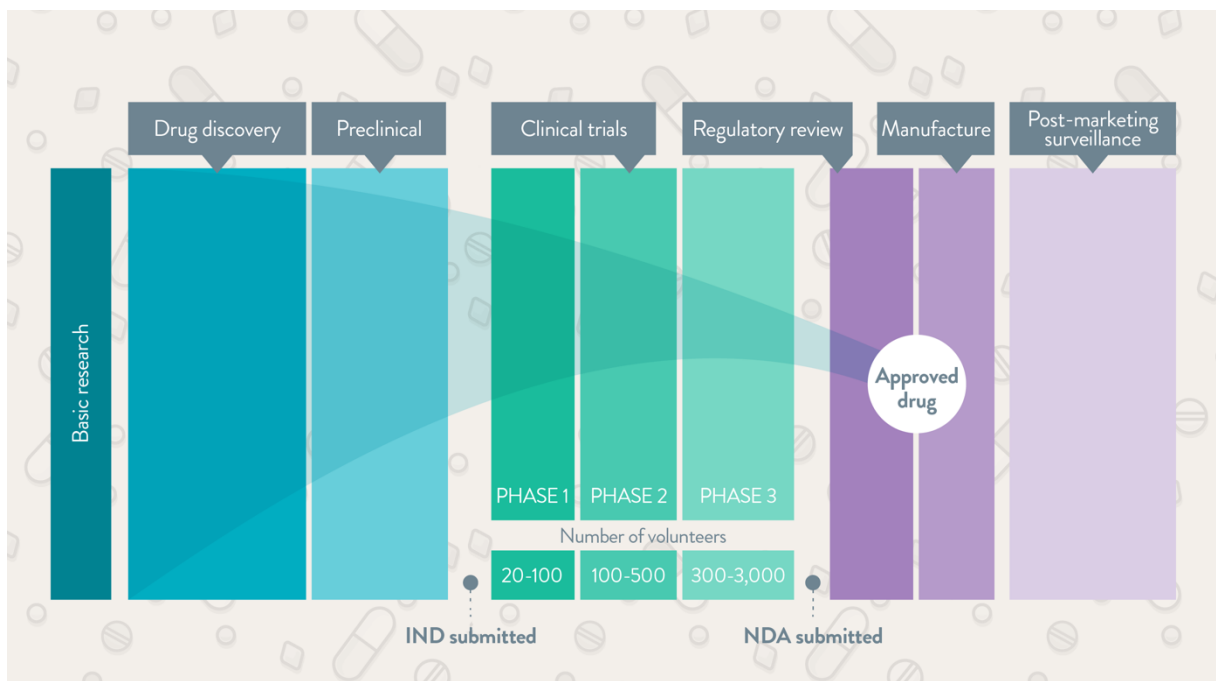 Drug discovery
Preclinical
Clinical trials
Regulatory review
Manufacture
Post-marketing
surveillance
Basic research
Approved
drug
PHASE 1
PHASE 2
PHASE 3
Number of volunteers
20-100
100-500
300-3,000
IND submitted
NDA submitted